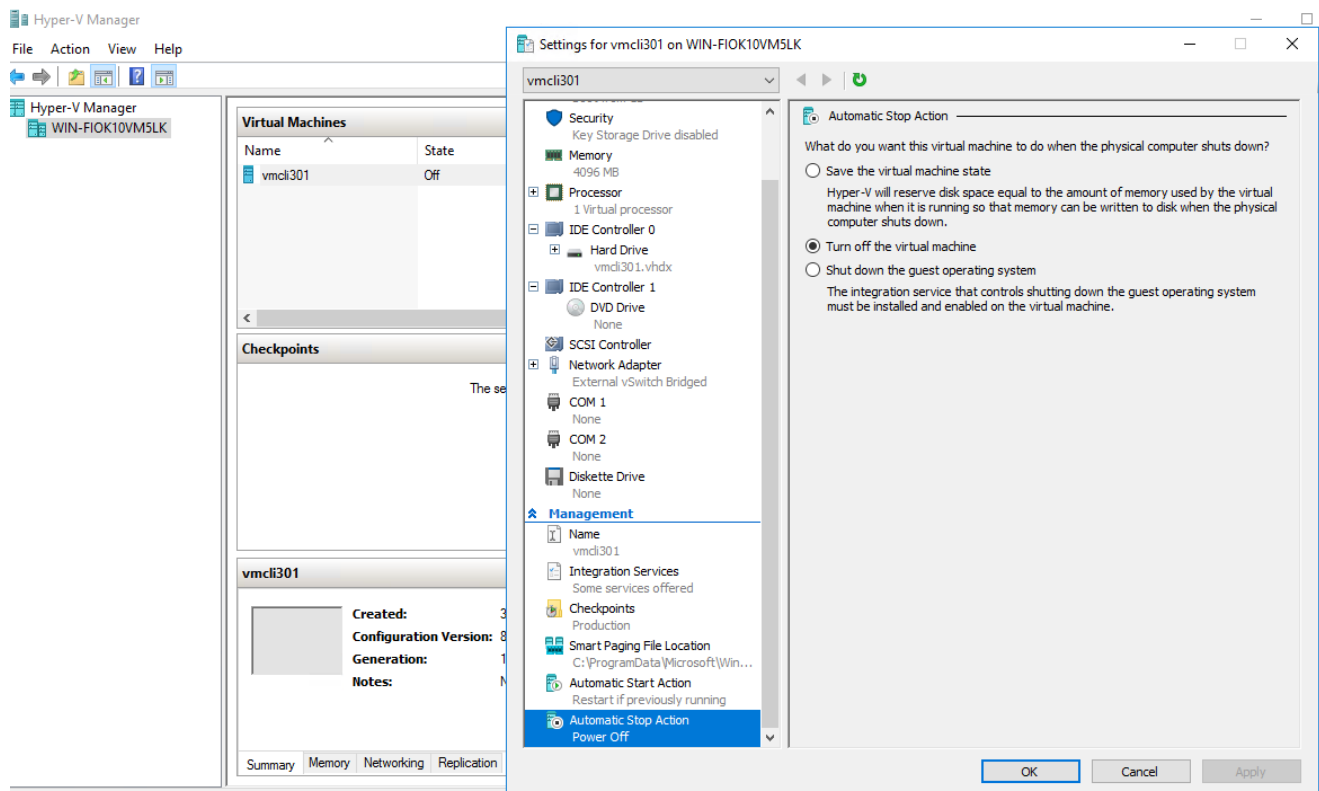 Hyper-V Manager
File Action View Help
Hyper-V Manager
WIN-FIOK10VM5LK
Virtual Machines
Name State
vmcli301 Off
Checkpoints
The se
vmcli301
Created: 3
Configuration Version: 8
Generation: 1
Notes: N
Summary Memory Networking Replication
Settings for vmcli301 on WIN-FIOK10VM5LK
vmcli301
Security
Key Storage Drive disabled
Memory
4096 MB
Processor
1 Virtual processor
IDE Controller 0
Hard Drive
vmcli301.vhdx
IDE Controller 1
DVD Drive
None
SCSI Controller
Network Adapter
External vSwitch Bridged
COM 1
None
COM 2
None
Diskette Drive
None
Management
Name
vmcli301
Integration Services
Some services offered
Checkpoints
Production
Smart Paging File Location
C:\ProgramData\Microsoft\Win...
Automatic Start Action
Restart if previously running
Automatic Stop Action
Power Off
Automatic Stop Action
What do you want this virtual machine to do when the physical computer shuts down?
Save the virtual machine state
Hyper-V will reserve disk space equal to the amount of memory used by the virtual
machine when it is running so that memory can be written to disk when the physical
computer shuts down.
Turn off the virtual machine
Shut down the guest operating system
The integration service that controls shutting down the guest operating system
must be installed and enabled on the virtual machine.
OK Cancel Apply